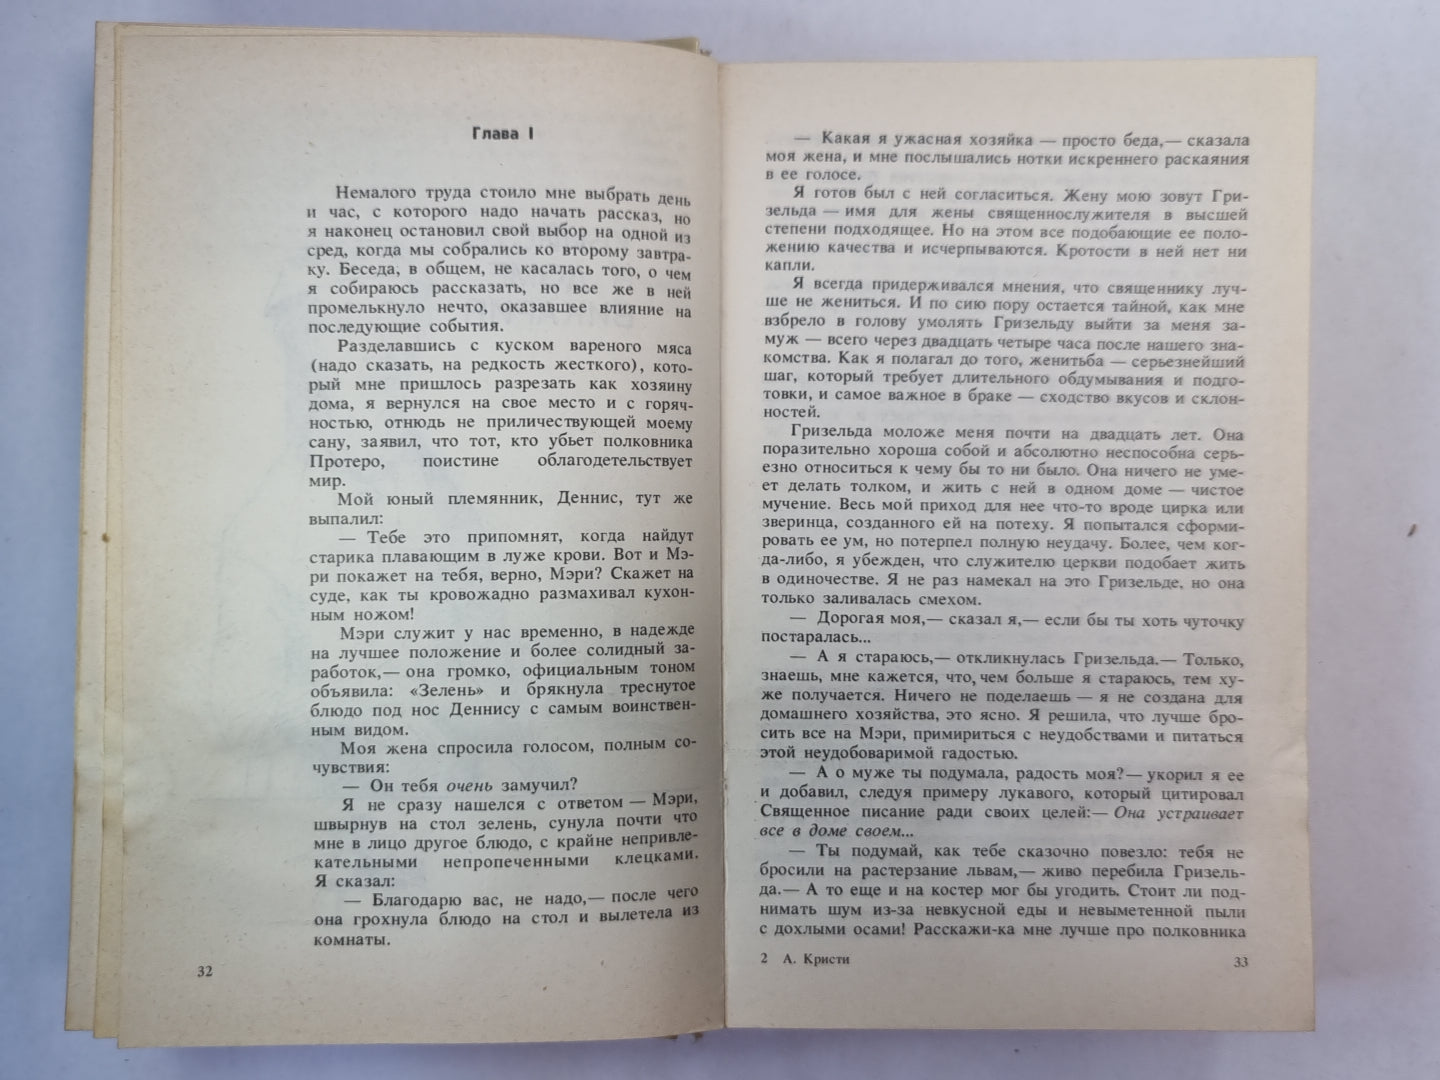 Глава I
Немалого труда стоило мне выбрать день
и час, с которого надо начать рассказ, но
я наконец остановил свой выбор на одной из
сред, когда мы собрались ко второму завтра-
ку. Беседа, в общем, не касалась того, о чем
я собираюсь рассказать, но все же в ней
промелькнуло нечто, оказавшее влияние на
последующие события.
Разделавшись с куском вареного мяса
(надо сказать, на редкость жесткого), кото-
рый мне пришлось разрезать как хозяину
дома, я вернулся на свое место и с горяч-
ностью, отнюдь не приличествующей моему
сану, заявил, что тот, кто убьет полковника
Протеро, поистине облагодетельствует
мир.
Мой юный племянник, Деннис, тут же
выпалил:
— Тебе это припомнят, когда найдут
старика плавающим в луже крови. Вот и Мэ-
ри покажет на тебя, верно, Мэри? Скажет на
суде, как ты кровожадно размахивал кухон-
ным ножом!
Мэри служит у нас временно, в надежде
на лучшее положение и более солидный за-
работок,— она громко, официальным тоном
объявила: «Зелень» и брякнула треснутое
блюдо под нос Деннису с самым воинствен-
ным видом.
Моя жена спросила голосом, полным со-
чувствия:
— Он тебя очень замучил?
Я не сразу нашелся с ответом — Мэри,
швырнув на стол зелень, сунула почти что
мне в лицо другое блюдо, с крайне непривле-
кательными непропеченными клецками.
Я сказал:
— Благодарю вас, не надо,— после чего
она грохнула блюдо на стол и вылетела из
комнаты.
32
— Какая я ужасная хозяйка — просто беда,— сказала
моя жена, и мне послышались нотки искреннего раскаяния
в ее голосе.
Я готов был с ней согласиться. Жену мою зовут Гри-
зельда — имя для жены священнослужителя в высшей
степени подходящее. Но на этом все подобающие ее поло-
жению качества и исчерпываются. Кротости в ней нет ни
капли.
Я всегда придерживался мнения, что священнику луч-
ше не жениться. И по сию пору остается тайной, как мне
взбрело в голову умолять Гризельду выйти за меня за-
муж — всего через двадцать четыре часа после нашего зна-
комства. Как я полагал до того, женитьба — серьезнейший
шаг, который требует длительного обдумывания и подго-
товки, и самое важное в браке — сходство вкусов и склон-
ностей.
Гризельда моложе меня почти на двадцать лет. Она
поразительно хороша собой и абсолютно неспособна серь-
езно относиться к чему бы то ни было. Она ничего не уме-
ет делать толком, и жить с ней в одном доме — чистое
мучение. Весь мой приход для нее что-то вроде цирка или
зверинца, созданного ей на потеху. Я попытался сформи-
ровать ее ум, но потерпел полную неудачу. Более, чем ког-
да-либо, я убежден, что служителю церкви подобает жить
в одиночестве. Я не раз намекал на это Гризельде, но она
только заливалась смехом.
— Дорогая моя,— сказал я,— если бы ты хоть чуточку
постаралась...
— А я стараюсь,— откликнулась Гризельда.— Только,
знаешь, мне кажется, что, чем больше я стараюсь, тем ху-
же получается. Ничего не поделаешь — я не создана для
домашнего хозяйства, это ясно. Я решила, что лучше бро-
сить все на Мэри, примириться с неудобствами и питаться
этой неудобоваримой гадостью.
— А о муже ты подумала, радость моя?— укорил я ее
и добавил, следуя примеру лукавого, который цитировал
Священное писание ради своих целей:— Она устраивает
все в доме своем...
— Ты подумай, как тебе сказочно повезло: тебя не
бросили на растерзание львам,— живо перебила Гризель-
да.— А то еще и на костер мог бы угодить. Стоит ли под-
нимать шум из-за невкусной еды и невыметенной пыли
с дохлыми осами! Расскажи-ка мне лучше про полковника
2 А. Кристи
33